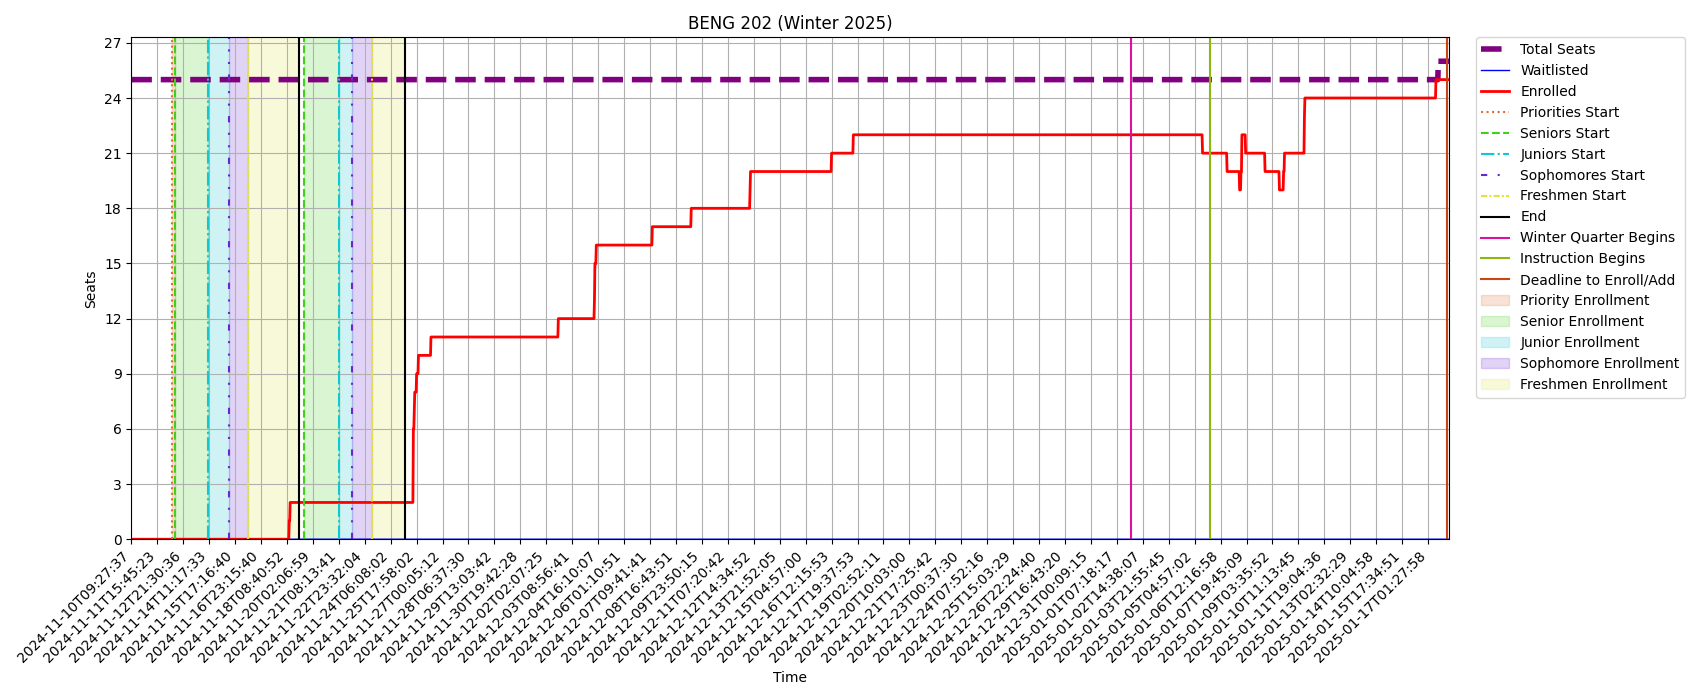 BENG 202 (Winter 2025)
27
24
21
18
15
12
9
6
3
0
Seats
2024-11-10T09:27:37
2024-11-11T15:45:23
2024-11-12T21:30:36
2024-11-14T11:17:33
2024-11-15T17:16:40
2024-11-16T23:15:40
2024-11-18T08:40:52
2024-11-20T02:06:59
2024-11-21T08:13:41
2024-11-22T23:32:04
2024-11-24T06:08:02
2024-11-25T17:58:02
2024-11-27T00:05:12
2024-11-28T06:37:30
2024-11-29T13:03:42
2024-11-30T19:42:28
2024-12-02T02:07:25
2024-12-03T08:56:41
2024-12-04T16:10:07
2024-12-06T01:10:51
2024-12-07T09:41:41
2024-12-08T16:43:51
2024-12-09T23:50:15
2024-12-11T07:20:42
2024-12-12T14:34:52
2024-12-13T21:52:05
2024-12-15T04:57:00
2024-12-16T12:15:53
2024-12-17T19:37:53
2024-12-19T02:52:11
2024-12-20T10:03:00
2024-12-21T17:25:42
2024-12-23T00:37:30
2024-12-24T07:52:16
2024-12-25T15:03:29
2024-12-26T22:24:40
2024-12-29T16:43:20
2024-12-31T00:09:15
2025-01-01T07:18:17
2025-01-02T14:38:07
2025-01-03T21:55:45
2025-01-05T04:57:02
2025-01-06T12:16:58
2025-01-07T19:45:09
2025-01-09T03:35:52
2025-01-10T11:13:45
2025-01-11T19:04:36
2025-01-13T02:32:29
2025-01-14T10:04:58
2025-01-15T17:34:51
2025-01-17T01:27:58
Time
Total Seats
Waitlisted
Enrolled
Priorities Start
Seniors Start
Juniors Start
Sophomores Start
Freshmen Start
End
Winter Quarter Begins
Instruction Begins
Deadline to Enroll/Add
Priority Enrollment
Senior Enrollment
Junior Enrollment
Sophomore Enrollment
Freshmen Enrollment